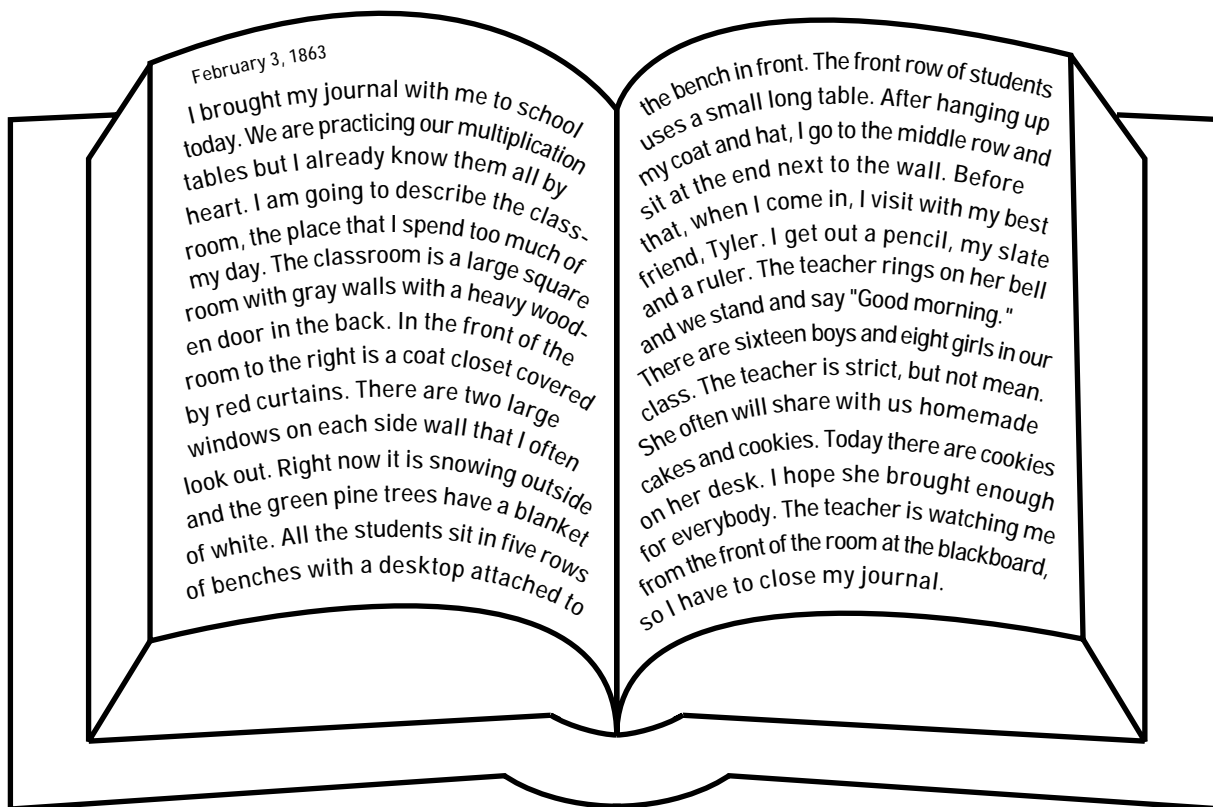 February 3, 1863
I brought my journal with me to school
today. We are practicing our multiplication
tables but I already know them all by
heart. I am going to describe the class-
room, the place that I spend too much of
my day. The classroom is a large square
room with gray walls with a heavy wood-
en door in the back. In the front of the
room to the right is a coat closet covered
by red curtains. There are two large
windows on each side wall that I often
look out. Right now it is snowing outside
and the green pine trees have a blanket
of white. All the students sit in five rows
of benches with a desktop attached to
the bench in front. The front row of students
uses a small long table. After hanging up
my coat and hat, I go to the middle row and
sit at the end next to the wall. Before
that, when I come in, I visit with my best
friend, Tyler. I get out a pencil, my slate
and a ruler. The teacher rings on her bell
and we stand and say "Good morning."
There are sixteen boys and eight girls in our
class. The teacher is strict, but not mean.
She often will share with us homemade
cakes and cookies. Today there are cookies
on her desk. I hope she brought enough
for everybody. The teacher is watching me
from the front of the room at the blackboard,
so I have to close my journal.